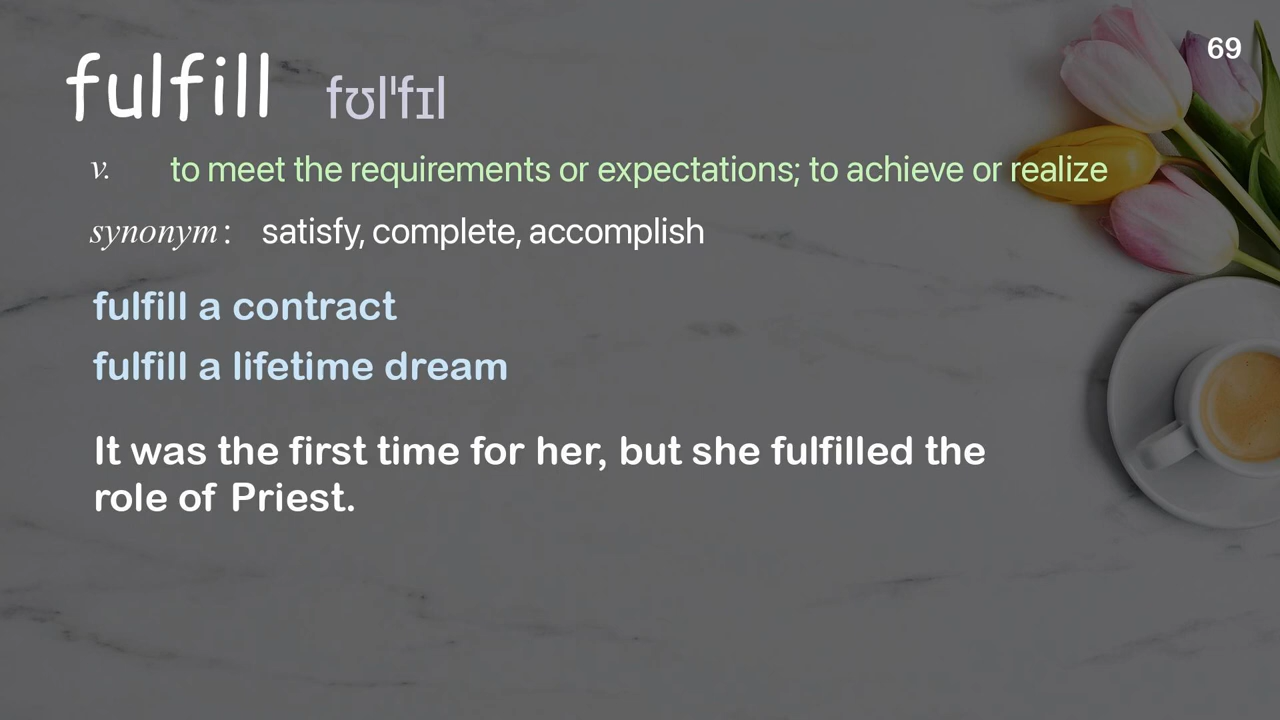 69
fulfill fʊlˈfɪl
v. to meet the requirements or expectations; to achieve or realize
synonym: satisfy, complete, accomplish
fulfill a contract
fulfill a lifetime dream
It was the first time for her, but she fulfilled the
role of Priest.